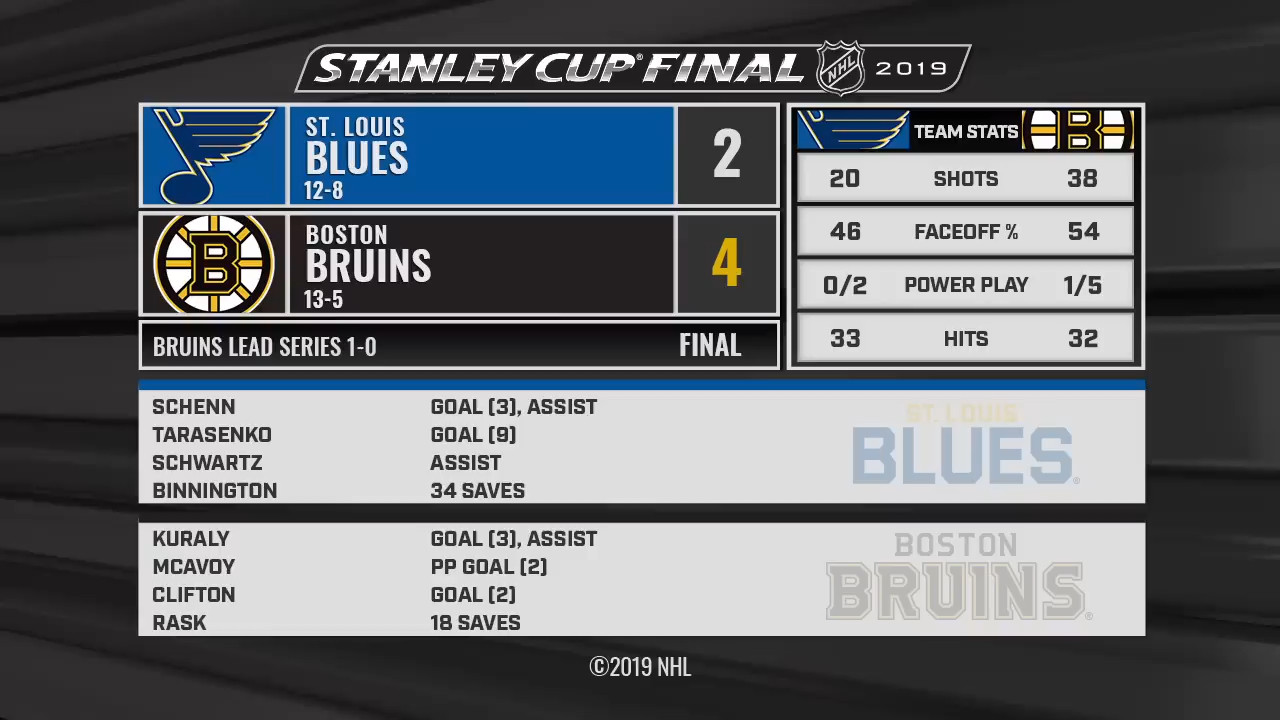 STANLEY CUP® FINAL NHL 2019
ST. LOUIS
BLUES
12-8
2
BOSTON
BRUINS
13-5
4
BRUINS LEAD SERIES 1-0 FINAL
TEAM STATS B
20 SHOTS 38
46 FACEOFF % 54
0/2 POWER PLAY 1/5
33 HITS 32
SCHENN GOAL (3), ASSIST
TARASENKO GOAL (9)
SCHWARTZ ASSIST
BINNINGTON 34 SAVES
ST. LOUIS
BLUES®
KURALY GOAL (3), ASSIST
MCAVOY PP GOAL (2)
CLIFTON GOAL (2)
RASK 18 SAVES
BOSTON
BRUINS®
©2019 NHL